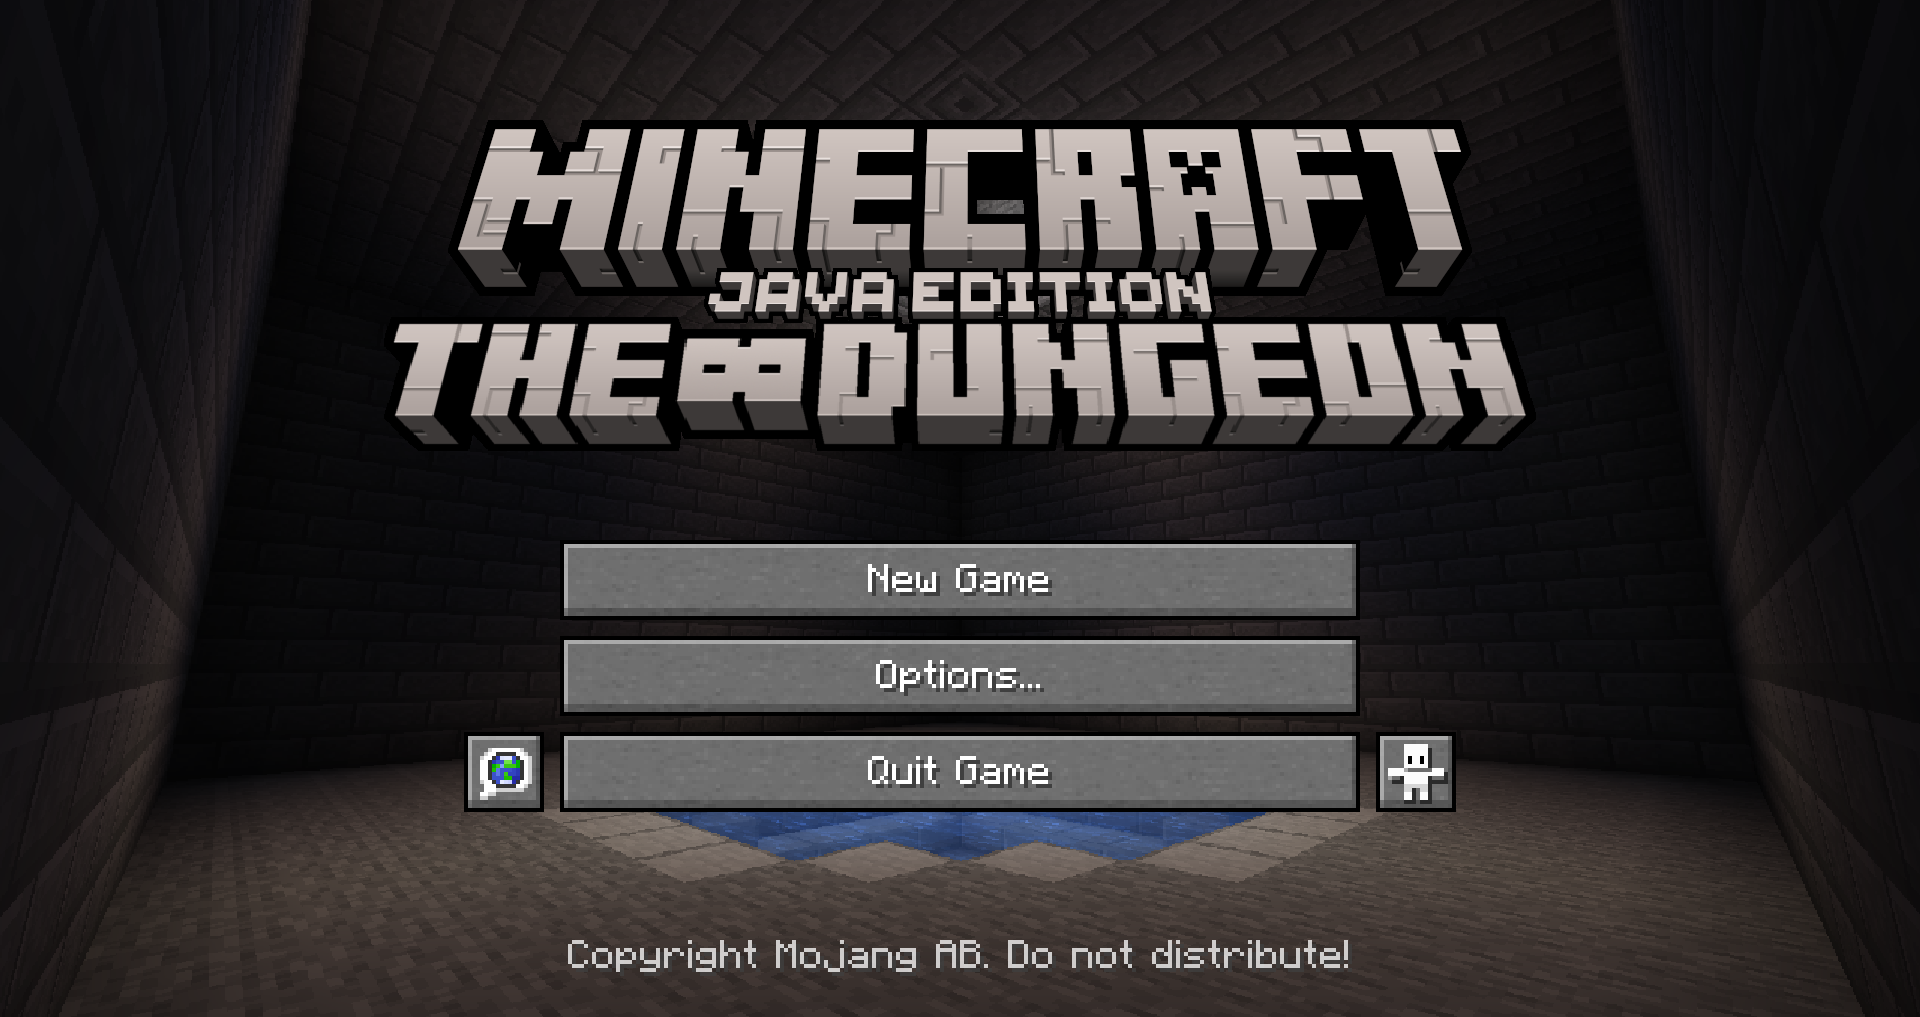 MINECRAFT
JAVA EDITION
THE ∞ DUNGEON
New Game
Options...
Quit Game
Copyright Mojang AB. Do not distribute!